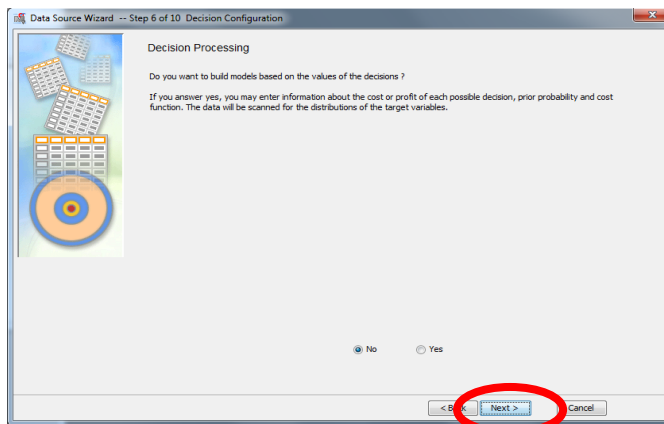 Data Source Wizard -- Step 6 of 10 Decision Configuration
Decision Processing
Do you want to build models based on the values of the decisions ?
If you answer yes, you may enter information about the cost or profit of each possible decision, prior probability and cost
function. The data will be scanned for the distributions of the target variables.
No Yes
< Back Next > Cancel